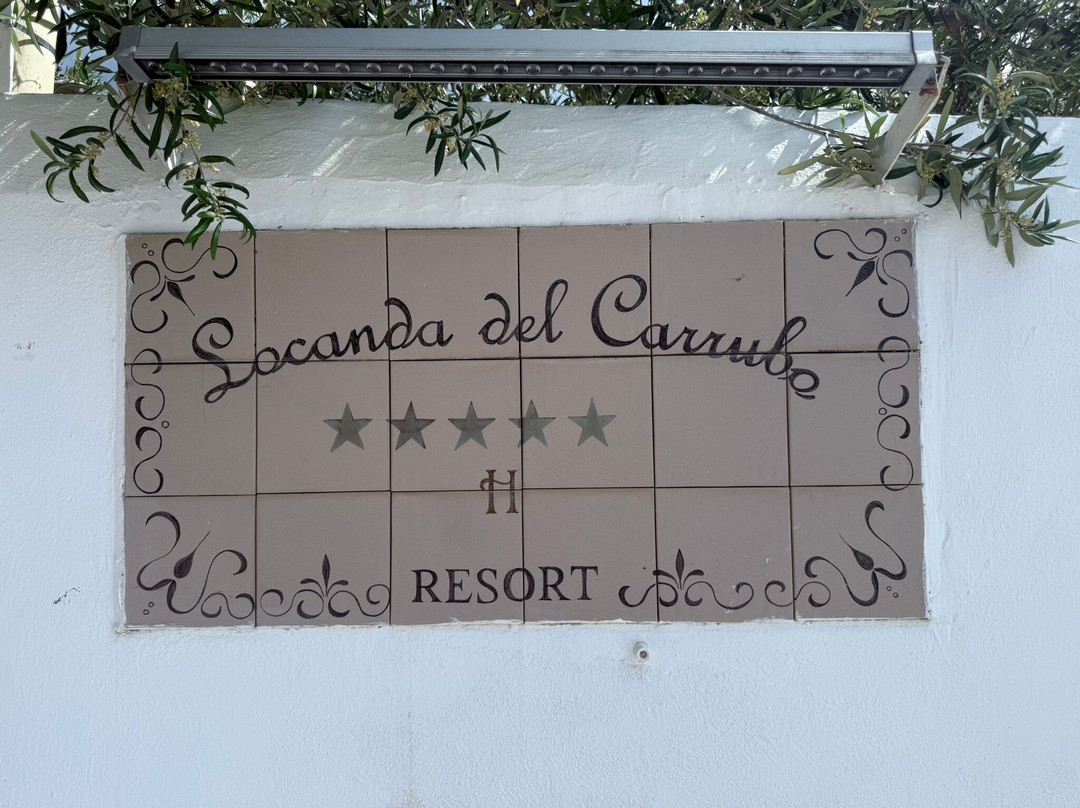 Locanda del Carrubo
★★★★★
H
RESORT